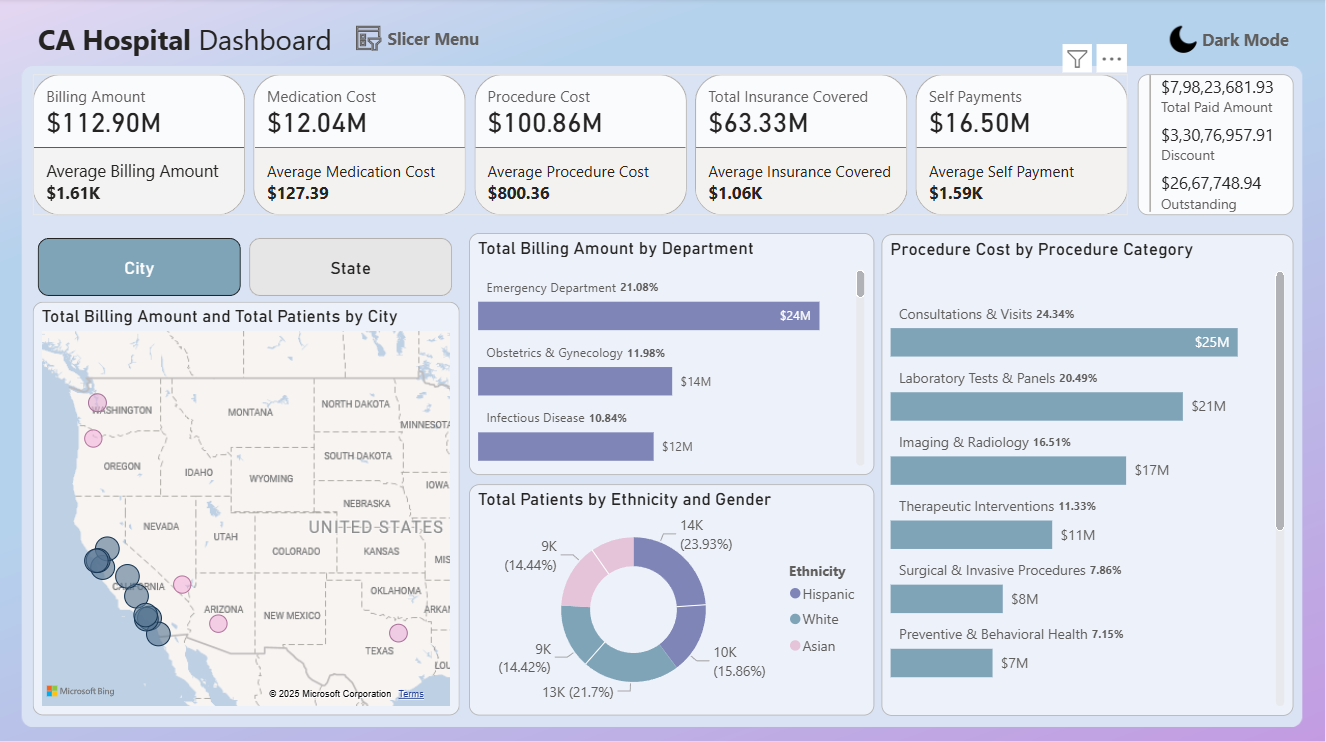 CA Hospital Dashboard
Slicer Menu
Dark Mode
Billing Amount
$112.90M
Average Billing Amount
$1.61K
Medication Cost
$12.04M
Average Medication Cost
$127.39
Procedure Cost
$100.86M
Average Procedure Cost
$800.36
Total Insurance Covered
$63.33M
Average Insurance Covered
$1.06K
Self Payments
$16.50M
Average Self Payment
$1.59K
$7,98,23,681.93
Total Paid Amount
$3,30,76,957.91
Discount
$26,67,748.94
Outstanding
City
State
Total Billing Amount and Total Patients by City
WASHINGTON
MONTANA
NORTH DAKOTA
MINNESOTA
OREGON
IDAHO
SOUTH DAKOTA
WYOMING
IOWA
NEBRASKA
NEVADA
UNITED STATES
UTAH
COLORADO
KANSAS
MIS
CALIFORNIA
OKLAHOMA
ARIZONA
NEW MEXICO
ARKAN
TEXAS
LOU
Microsoft Bing
© 2025 Microsoft Corporation Terms
Total Billing Amount by Department
Emergency Department 21.08%
$24M
Obstetrics & Gynecology 11.98%
$14M
Infectious Disease 10.84%
$12M
Total Patients by Ethnicity and Gender
14K
(23.93%)
9K
(14.44%)
9K
(14.42%)
13K (21.7%)
10K
(15.86%)
Ethnicity
Hispanic
White
Asian
Procedure Cost by Procedure Category
Consultations & Visits 24.34%
$25M
Laboratory Tests & Panels 20.49%
$21M
Imaging & Radiology 16.51%
$17M
Therapeutic Interventions 11.33%
$11M
Surgical & Invasive Procedures 7.86%
$8M
Preventive & Behavioral Health 7.15%
$7M